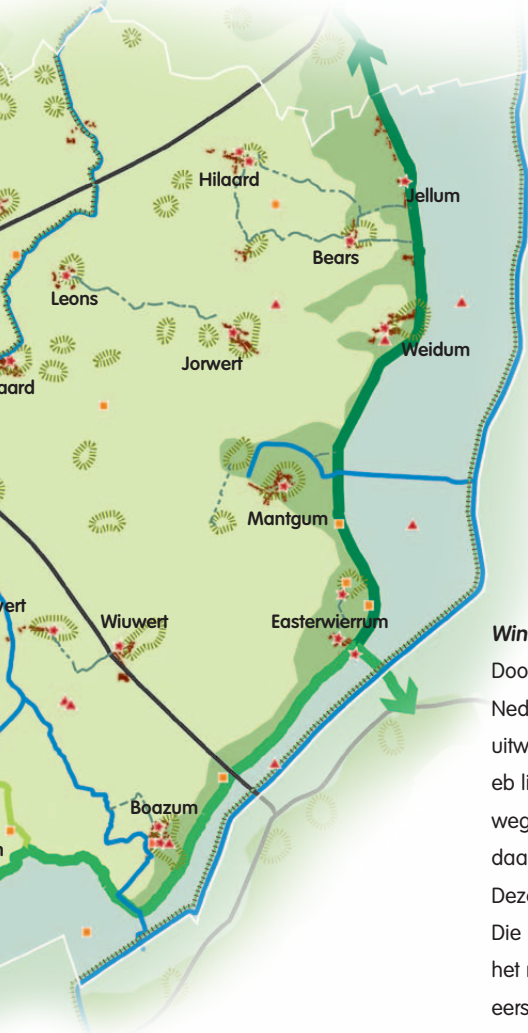 Hilaard
Jellum
Bears
Leons
Jorwert
Weidum
aard
Mantgum
vert
Wiuwert
Easterwierrum
Boazum
n
Win
Doo
Ned
uitw
eb li
weg
daa
Deze
Die
het r
eers